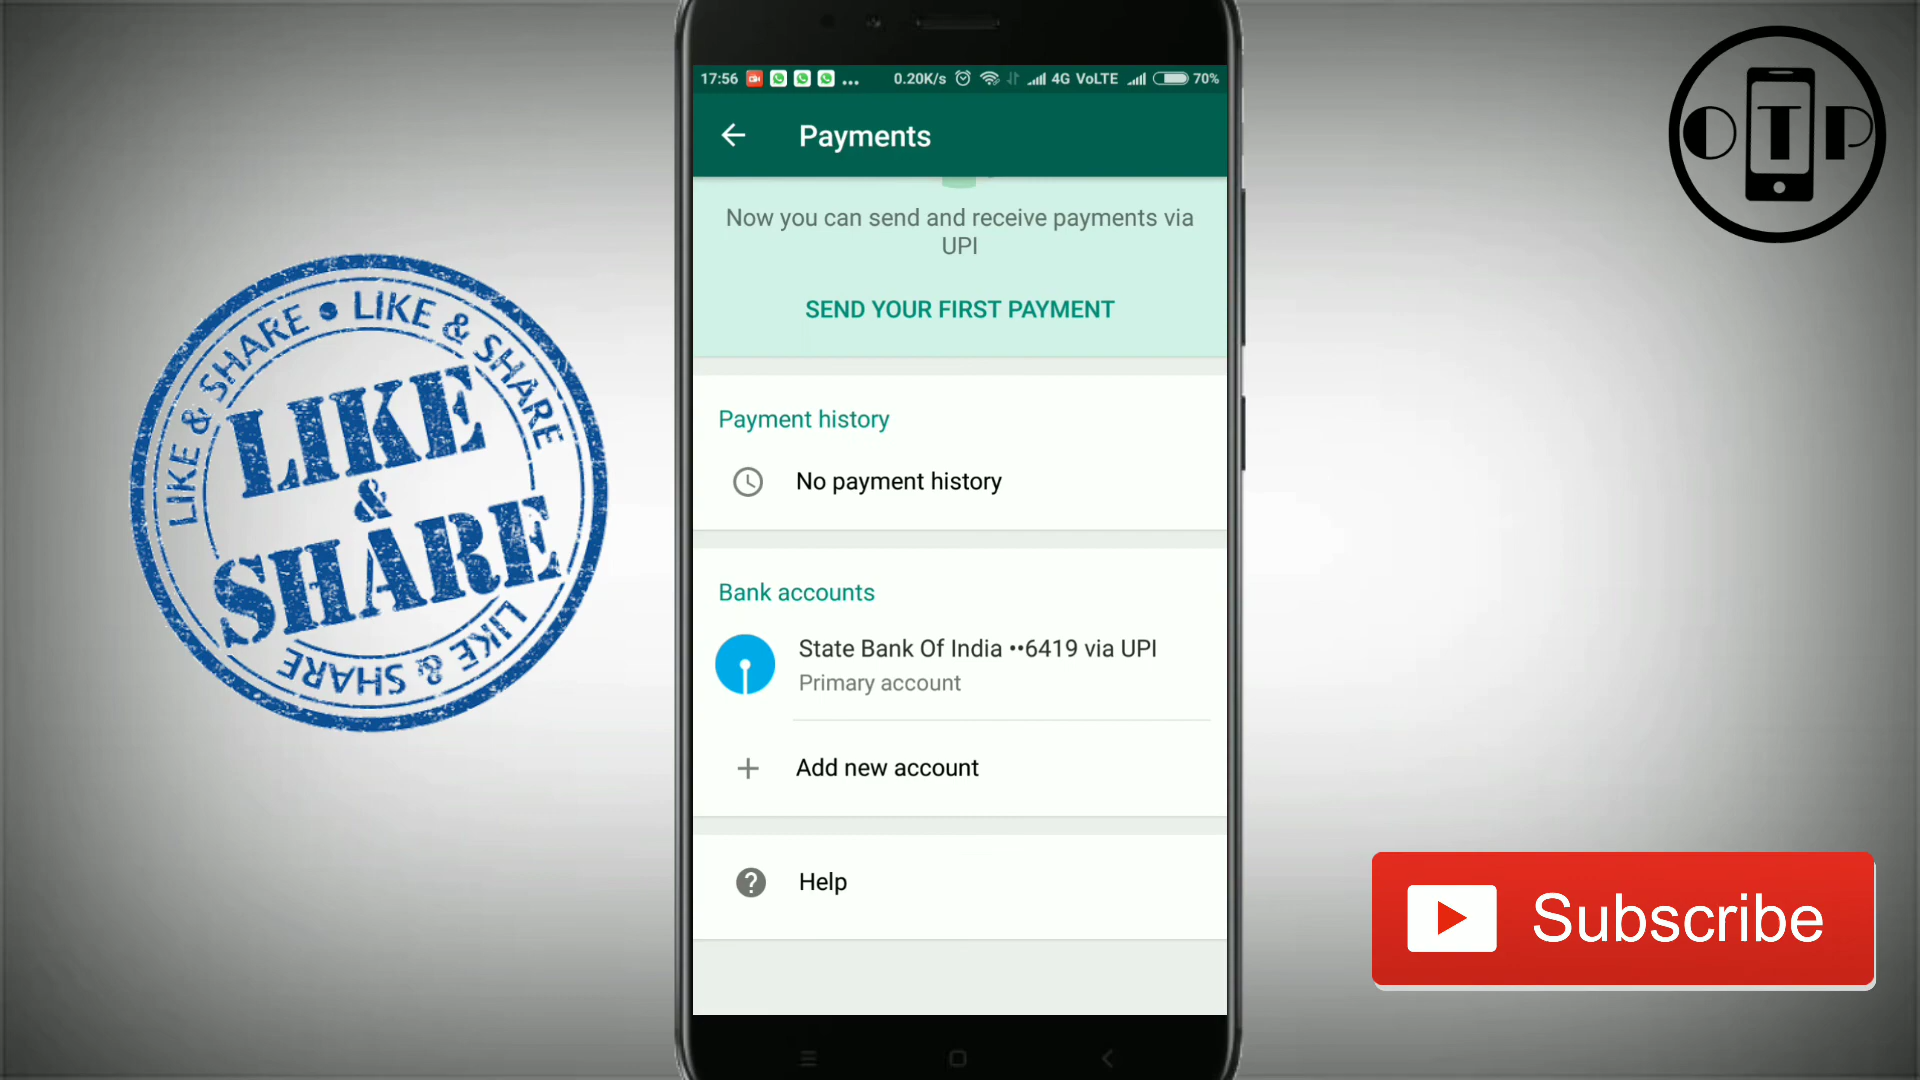 17:56 ... 0.20K/s 4G VoLTE 70%
Payments
Now you can send and receive payments via
UPI
SEND YOUR FIRST PAYMENT
Payment history
No payment history
Bank accounts
State Bank Of India ••6419 via UPI
Primary account
Add new account
Help
LIKE & SHARE • LIKE & SHARE
LIKE
&
SHARE
LIKE & SHARE
OTP
Subscribe